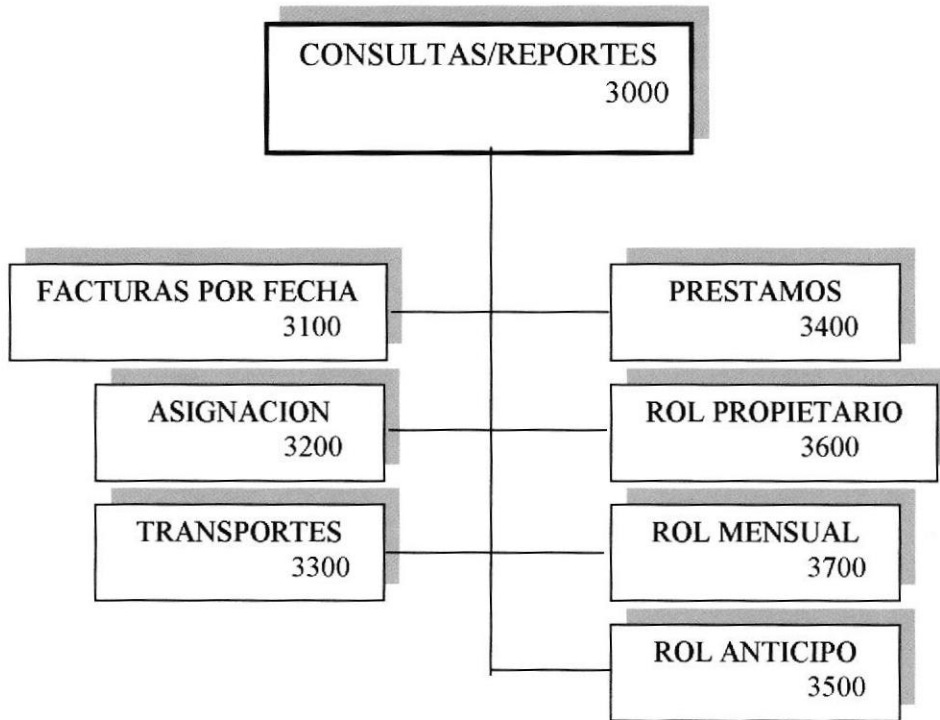 CONSULTAS/REPORTES
3000
FACTURAS POR FECHA
3100
ASIGNACION
3200
TRANSPORTES
3300
PRESTAMOS
3400
ROL PROPIETARIO
3600
ROL MENSUAL
3700
ROL ANTICIPO
3500